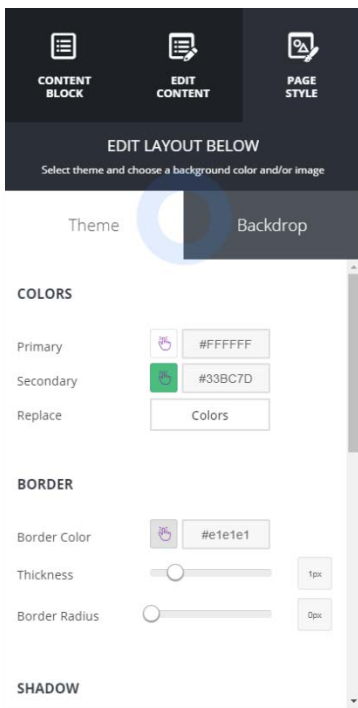 CONTENT
BLOCK
EDIT
CONTENT
PAGE
STYLE
EDIT LAYOUT BELOW
Select theme and choose a background color and/or image
Theme
Backdrop
COLORS
Primary #FFFFFF
Secondary #33BC7D
Replace Colors
BORDER
Border Color #e1e1e1
Thickness 1px
Border Radius 0px
SHADOW